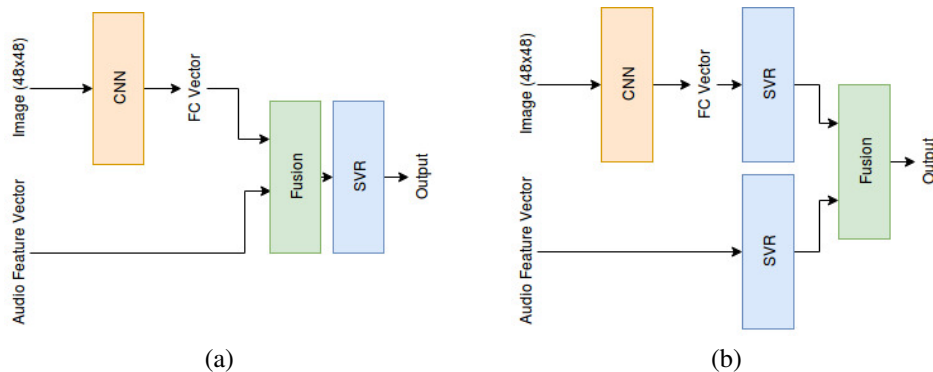 Image (48x48)
CNN
FC Vector
Audio Feature Vector
Fusion
SVR
Output
(a)
Image (48x48)
CNN
FC Vector
SVR
Audio Feature Vector
SVR
Fusion
Output
(b)